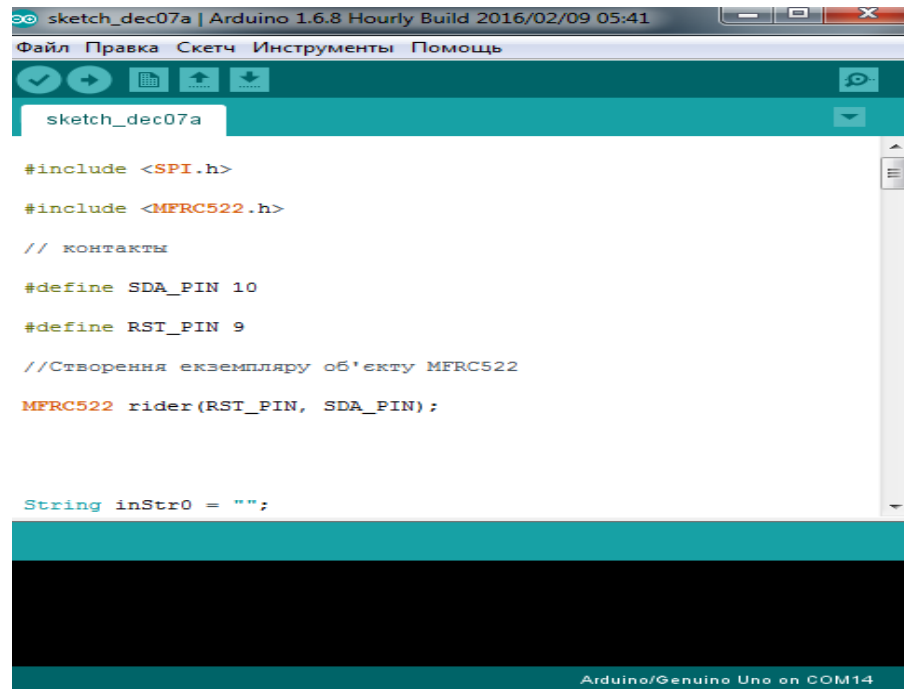 sketch_dec07a | Arduino 1.6.8 Hourly Build 2016/02/09 05:41
Файл Правка Скетч Инструменты Помощь
sketch_dec07a
#include <SPI.h>
#include <MFRC522.h>
// контакты
#define SDA_PIN 10
#define RST_PIN 9
//Створення екземпляру об'єкту MFRC522
MFRC522 rider(RST_PIN, SDA_PIN);
String inStr0 = "";
Arduino/Genuino Uno on COM14